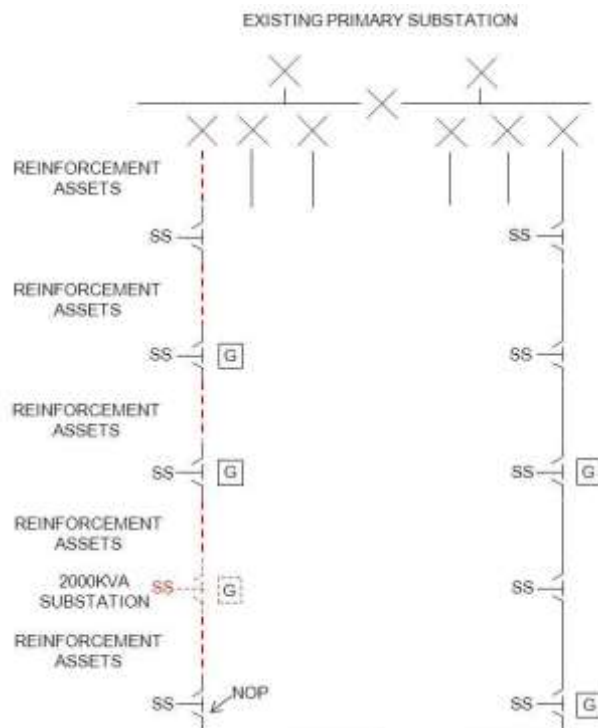 EXISTING PRIMARY SUBSTATION
REINFORCEMENT
ASSETS
SS
SS
REINFORCEMENT
ASSETS
SS
G
SS
REINFORCEMENT
ASSETS
SS
G
SS
G
REINFORCEMENT
ASSETS
2000KVA
SUBSTATION
SS
G
SS
REINFORCEMENT
ASSETS
SS
NOP
SS
G